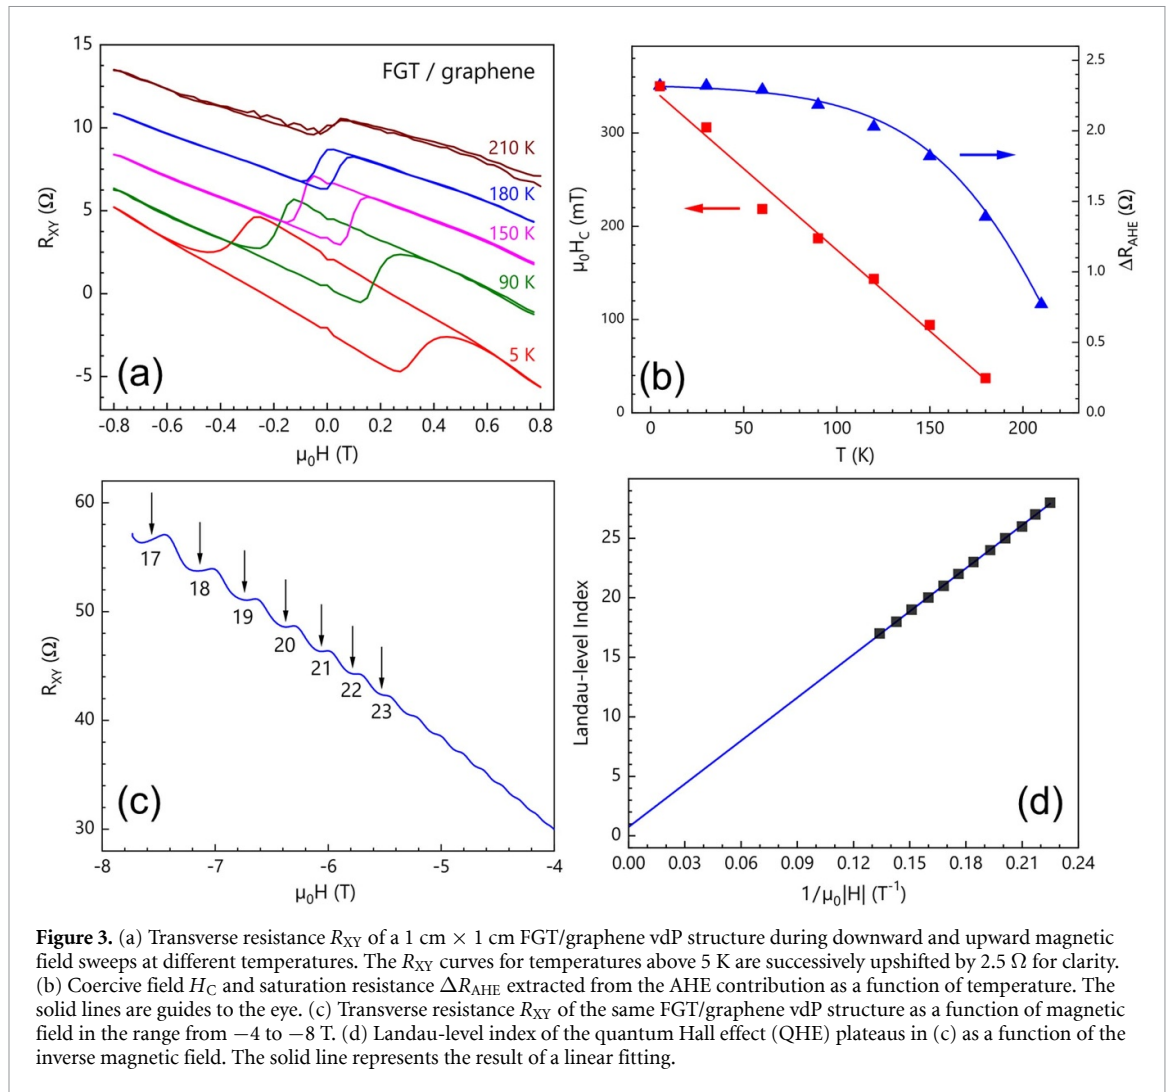 FGT / graphene
15
10
5
0
-5
R_XY (Ω)
210 K
180 K
150 K
90 K
5 K
(a)
-0.8 -0.6 -0.4 -0.2 0.0 0.2 0.4 0.6 0.8
μ₀H (T)
300
200
100
0
μ₀H_C (mT)
2.5
2.0
1.5
1.0
0.5
0.0
ΔR_AHE (Ω)
(b)
0 50 100 150 200
T (K)
60
50
40
30
R_XY (Ω)
17
18
19
20
21
22
23
(c)
-8 -7 -6 -5 -4
μ₀H (T)
25
20
15
10
5
0
Landau-level Index
(d)
0.00 0.03 0.06 0.09 0.12 0.15 0.18 0.21 0.24
1/μ₀|H| (T⁻¹)
Figure 3. (a) Transverse resistance R_XY of a 1 cm × 1 cm FGT/graphene vdP structure during downward and upward magnetic
field sweeps at different temperatures. The R_XY curves for temperatures above 5 K are successively upshifted by 2.5 Ω for clarity.
(b) Coercive field H_C and saturation resistance ΔR_AHE extracted from the AHE contribution as a function of temperature. The
solid lines are guides to the eye. (c) Transverse resistance R_XY of the same FGT/graphene vdP structure as a function of magnetic
field in the range from −4 to −8 T. (d) Landau-level index of the quantum Hall effect (QHE) plateaus in (c) as a function of the
inverse magnetic field. The solid line represents the result of a linear fitting.